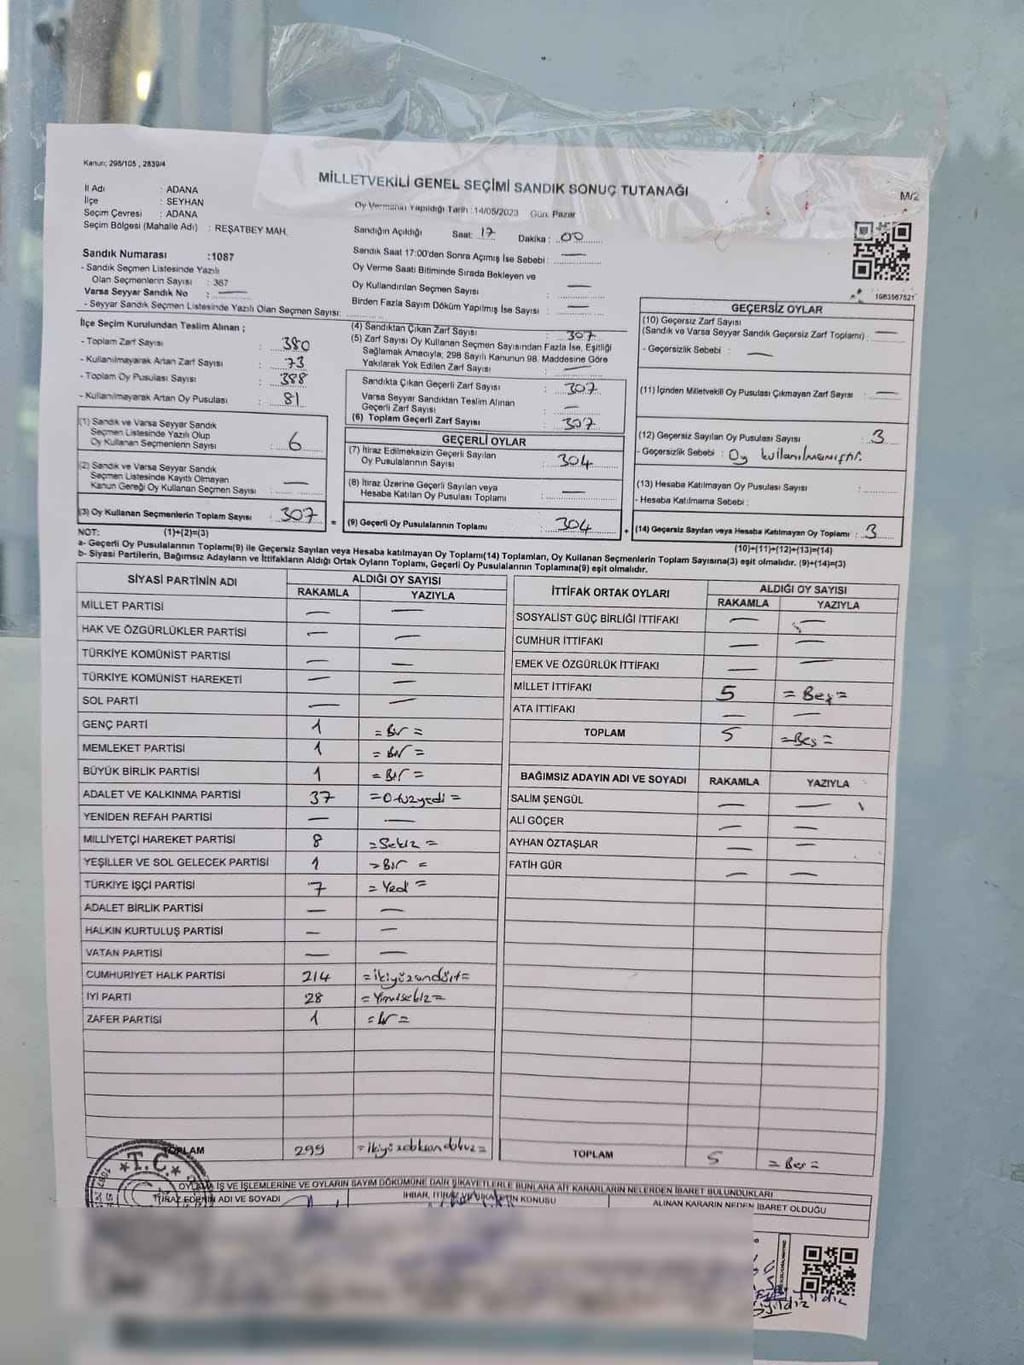 Kanun: 298/105 , 2839/4
MİLLETVEKİLİ GENEL SEÇİMİ SANDIK SONUÇ TUTANAĞI
M/2
Oy Vermenin Yapıldığı Tarih :14/05/2023 Gün: Pazar
İl Adı : ADANA
İlçe : SEYHAN
Seçim Çevresi : ADANA
Seçim Bölgesi (Mahalle Adı) : REŞATBEY MAH.
Sandık Numarası :1087
- Sandık Seçmen Listesinde Yazılı
Olan Seçmenlerin Sayısı : 367
Varsa Seyyar Sandık No : —
- Seyyar Sandık Seçmen Listesinde Yazılı Olan Seçmen Sayısı:
Sandığın Açıldığı Saat: 17 Dakika : 00
Sandık Saat 17:00'den Sonra Açımış İse Sebebi : —
Oy Verme Saati Bitiminde Sırada Bekleyen ve
Oy Kullandırılan Seçmen Sayısı : —
Birden Fazla Sayım Döküm Yapılmış İse Sayısı : —
1983567521
İlçe Seçim Kurulundan Teslim Alınan ;
- Toplam Zarf Sayısı : 380
- Kullanılmayarak Artan Zarf Sayısı : 73
- Toplam Oy Pusulası Sayısı : 388
- Kullanılmayarak Artan Oy Pusulası : 81
(1) Sandık ve Varsa Seyyar Sandık
Seçmen Listesinde Yazılı Olup
Oy Kullanan Seçmenlerin Sayısı : 6
(2) Sandık ve Varsa Seyyar Sandık
Seçmen Listesinde Kayıtlı Olmayan
Kanun Gereği Oy Kullanan Seçmen Sayısı : —
(3) Oy Kullanan Seçmenlerin Toplam Sayısı : 307
(1)+(2)=(3)
(4) Sandıktan Çıkan Zarf Sayısı : 307
(5) Zarf Sayısı Oy Kullanan Seçmen Sayısından Fazla İse, Eşitliği
Sağlamak Amacıyla; 298 Sayılı Kanunun 98. Maddesine Göre
Yakılarak Yok Edilen Zarf Sayısı : —
Sandıkta Çıkan Geçerli Zarf Sayısı : 307
Varsa Seyyar Sandıktan Teslim Alınan
Geçerli Zarf Sayısı : —
(6) Toplam Geçerli Zarf Sayısı : 307
GEÇERLİ OYLAR
(7) İtiraz Edilmeksizin Geçerli Sayılan
Oy Pusulalarının Sayısı : 304
(8) İtiraz Üzerine Geçerli Sayılan veya
Hesaba Katılan Oy Pusulası Toplamı : —
= (9) Geçerli Oy Pusulalarının Toplamı : 304 +
GEÇERSİZ OYLAR
(10) Geçersiz Zarf Sayısı
(Sandık ve Varsa Seyyar Sandık Geçersiz Zarf Toplamı) : —
- Geçersizlik Sebebi : —
(11) İçinden Milletvekili Oy Pusulası Çıkmayan Zarf Sayısı : —
(12) Geçersiz Sayılan Oy Pusulası Sayısı : 3
- Geçersizlik Sebebi : Oy kullanılmamıştır.
(13) Hesaba Katılmayan Oy Pusulası Sayısı :
- Hesaba Katılmama Sebebi :
(14) Geçersiz Sayılan veya Hesaba Katılmayan Oy Toplamı : 3
(10)+(11)+(12)+(13)=(14)
NOT:
a- Geçerli Oy Pusulalarının Toplamı(9) ile Geçersiz Sayılan veya Hesaba katılmayan Oy Toplamı(14) Toplamları, Oy Kullanan Seçmenlerin Toplam Sayısına(3) eşit olmalıdır. (9)+(14)=(3)
b- Siyasi Partilerin, Bağımsız Adayların ve İttifakların Aldığı Ortak Oyların Toplamı, Geçerli Oy Pusulalarının Toplamına(9) eşit olmalıdır.
SİYASİ PARTİNİN ADI ALDIĞI OY SAYISI
RAKAMLA YAZIYLA
MİLLET PARTİSİ — —
HAK VE ÖZGÜRLÜKLER PARTİSİ — —
TÜRKİYE KOMÜNİST PARTİSİ — —
TÜRKİYE KOMÜNİST HAREKETİ — —
SOL PARTİ — —
GENÇ PARTİ 1 = Bir =
MEMLEKET PARTİSİ 1 = Bir =
BÜYÜK BİRLİK PARTİSİ 1 = Bir =
ADALET VE KALKINMA PARTİSİ 37 =Otuzyedi =
YENİDEN REFAH PARTİSİ — —
MİLLİYETÇİ HAREKET PARTİSİ 8 =Sekiz =
YEŞİLLER VE SOL GELECEK PARTİSİ 1 =Bir =
TÜRKİYE İŞÇİ PARTİSİ 7 = Yedi =
ADALET BİRLİK PARTİSİ — —
HALKIN KURTULUŞ PARTİSİ — —
VATAN PARTİSİ — —
CUMHURİYET HALK PARTİSİ 214 =ikiyüzondört=
İYİ PARTİ 28 =Yirmisekiz=
ZAFER PARTİSİ 1 =Bir=
TOPLAM 299 =ikiyüzdoksandokuz=
İTTİFAK ORTAK OYLARI ALDIĞI OY SAYISI
RAKAMLA YAZIYLA
SOSYALİST GÜÇ BİRLİĞİ İTTİFAKI — —
CUMHUR İTTİFAKI — —
EMEK VE ÖZGÜRLÜK İTTİFAKI — —
MİLLET İTTİFAKI 5 = Beş =
ATA İTTİFAKI — —
TOPLAM 5 =Beş =
BAĞIMSIZ ADAYIN ADI VE SOYADI RAKAMLA YAZIYLA
SALİM ŞENGÜL — —
ALİ GÖÇER — —
AYHAN ÖZTAŞLAR — —
FATİH GÜR — —
TOPLAM 5 = Beş =
T.C.
OYLAMA İŞ VE İŞLEMLERİNE VE OYLARIN SAYIM DÖKÜMÜNE DAİR ŞİKAYETLERLE BUNLARA AİT KARARLARIN NELERDEN İBARET BULUNDUKLARI
İTİRAZ EDENİN ADI VE SOYADI
İHBAR, İTİRAZ VE ŞİKAYETİN KONUSU
ALINAN KARARIN NEDEN İBARET OLDUĞU